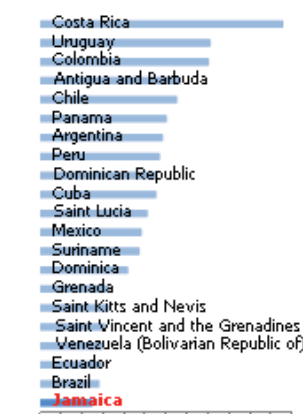 Costa Rica
Uruguay
Colombia
Antigua and Barbuda
Chile
Panama
Argentina
Peru
Dominican Republic
Cuba
Saint Lucia
Mexico
Suriname
Dominica
Grenada
Saint Kitts and Nevis
Saint Vincent and the Grenadines
Venezuela (Bolivarian Republic of)
Ecuador
Brazil
Jamaica